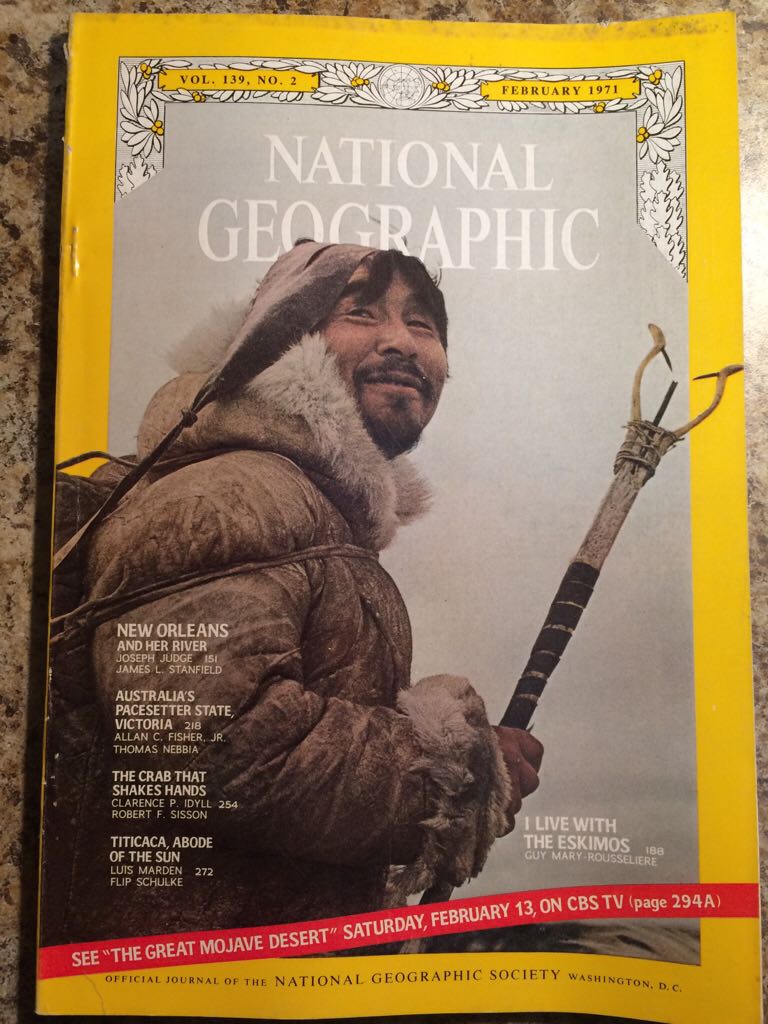 VOL. 139, NO. 2
FEBRUARY 1971
NATIONAL
GEOGRAPHIC
NEW ORLEANS
AND HER RIVER
JOSEPH JUDGE 151
JAMES L. STANFIELD
AUSTRALIA'S
PACESETTER STATE,
VICTORIA 218
ALLAN C. FISHER, JR.
THOMAS NEBBIA
THE CRAB THAT
SHAKES HANDS
CLARENCE P. IDYLL 254
ROBERT F. SISSON
TITICACA, ABODE
OF THE SUN
LUIS MARDEN 272
FLIP SCHULKE
I LIVE WITH
THE ESKIMOS 188
GUY MARY-ROUSSELIERE
SEE "THE GREAT MOJAVE DESERT" SATURDAY, FEBRUARY 13, ON CBS TV (page 294A)
OFFICIAL JOURNAL OF THE NATIONAL GEOGRAPHIC SOCIETY WASHINGTON, D.C.